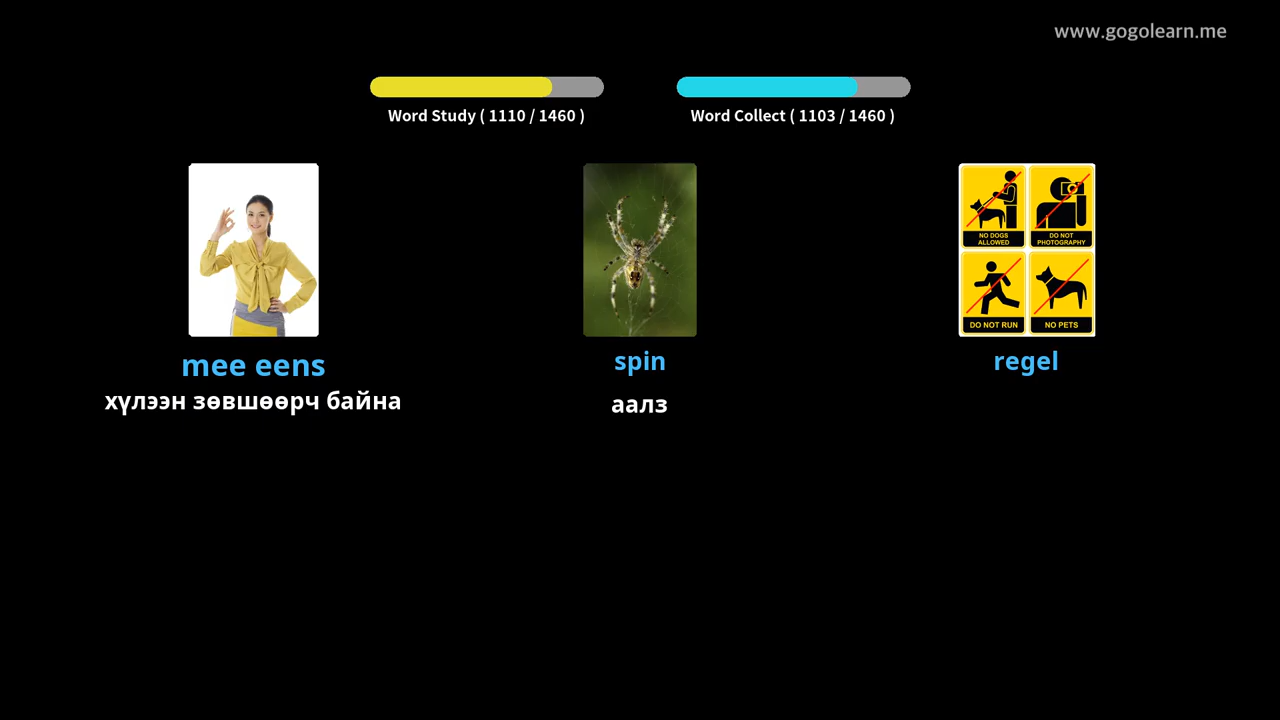 www.gogolearn.me
Word Study ( 1110 / 1460 )
Word Collect ( 1103 / 1460 )
NO DOGS
ALLOWED
DO NOT
PHOTOGRAPHY
DO NOT RUN
NO PETS
mee eens
spin
regel
хүлээн зөвшөөрч байна
аалз